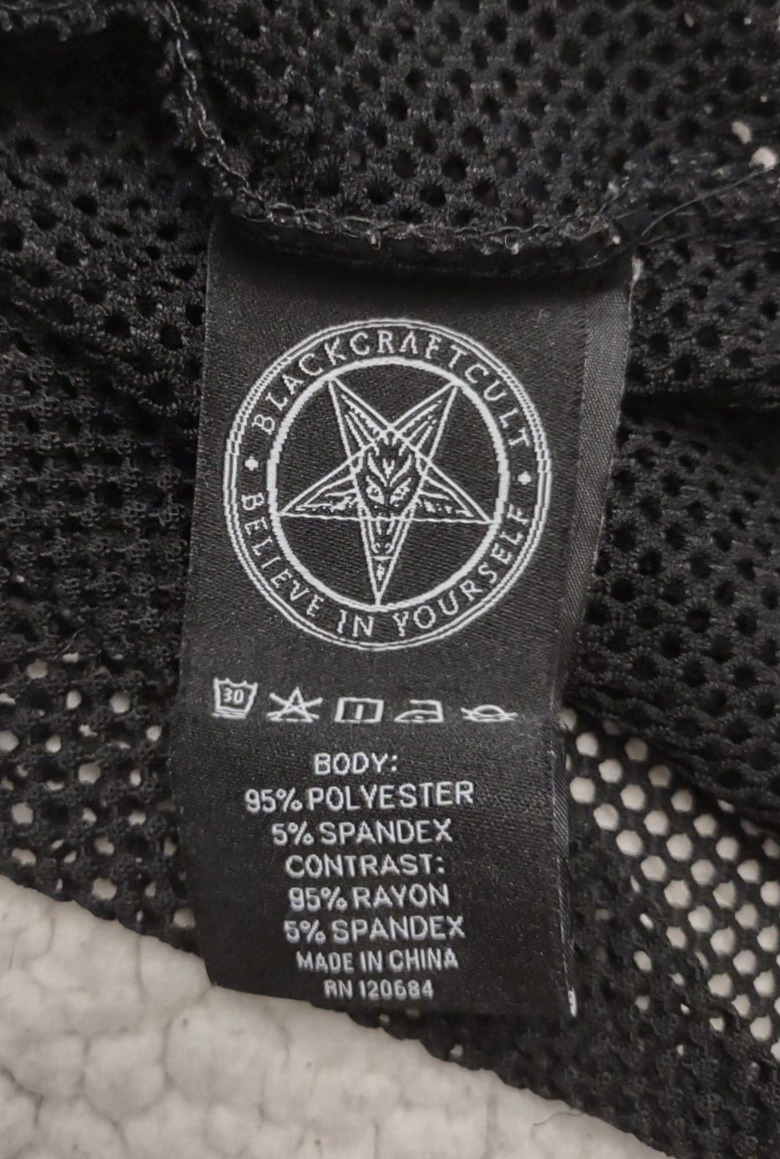 BLACKCRAFTCULT
BELIEVE IN YOURSELF
30
BODY:
95% POLYESTER
5% SPANDEX
CONTRAST:
95% RAYON
5% SPANDEX
MADE IN CHINA
RN 120684